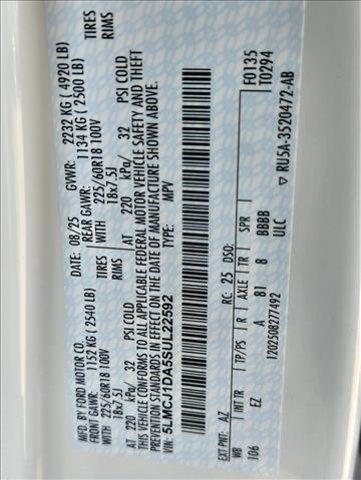 MFD. BY FORD MOTOR CO.
DATE: 08/25 GVWR: 2232 KG ( 4920 LB)
FRONT GAWR: 1152 KG (2540 LB) REAR GAWR: 1134 KG ( 2500 LB)
WITH 225/60R18 100V TIRES WITH 225/60R18 100V TIRES
18x7.5J RIMS 18x7.5J RIMS
AT 220 kPa/ 32 PSI COLD AT 220 kPa/ 32 PSI COLD
THIS VEHICLE CONFORMS TO ALL APPLICABLE FEDERAL MOTOR VEHICLE SAFETY AND THEFT
PREVENTION STANDARDS IN EFFECT ON THE DATE OF MANUFACTURE SHOWN ABOVE.
VIN: 5LMCJ1DA5SUL22592 TYPE: MPV
F0135
T0294
EXT PNT: AZ RC: 25 DSO:
WB INT TR TP/PS R AXLE TR SPR
106 EZ A 81 8 BBBB
ULC
1202508277492
▽ RU5A-3520472-AB